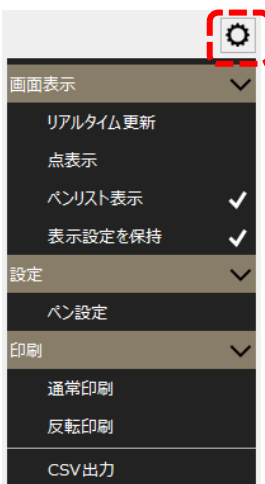 画面表示
リアルタイム更新
点表示
ペンリスト表示
表示設定を保持
設定
ペン設定
印刷
通常印刷
反転印刷
CSV出力